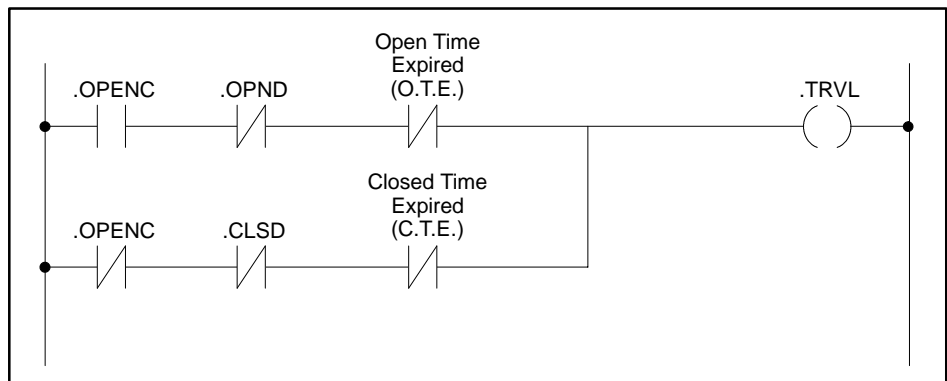 Open Time
Expired
(O.T.E.)
.OPENC .OPND .TRVL
Closed Time
Expired
(C.T.E.)
.OPENC .CLSD